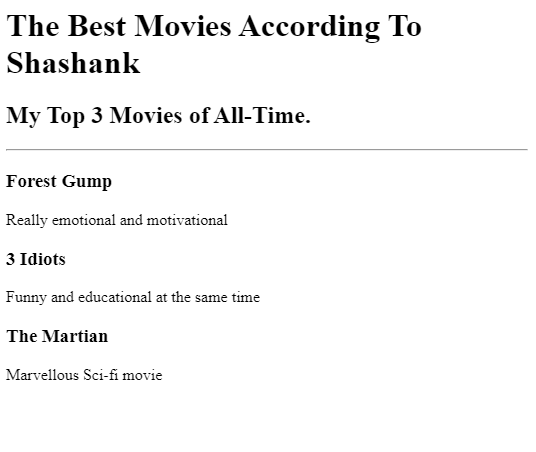 The Best Movies According To
Shashank
My Top 3 Movies of All-Time.
Forest Gump
Really emotional and motivational
3 Idiots
Funny and educational at the same time
The Martian
Marvellous Sci-fi movie